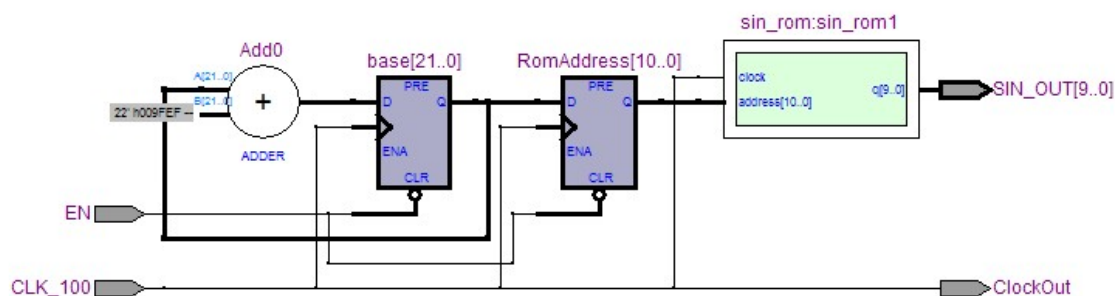 sin_rom:sin_rom1
Add0
base[21..0]
RomAddress[10..0]
A[21..0]
B[21..0]
22' h009FEF --
+
ADDER
PRE
D
Q
ENA
CLR
PRE
D
Q
ENA
CLR
clock
address[10..0]
q[9..0]
SIN_OUT[9..0]
EN
CLK_100
ClockOut